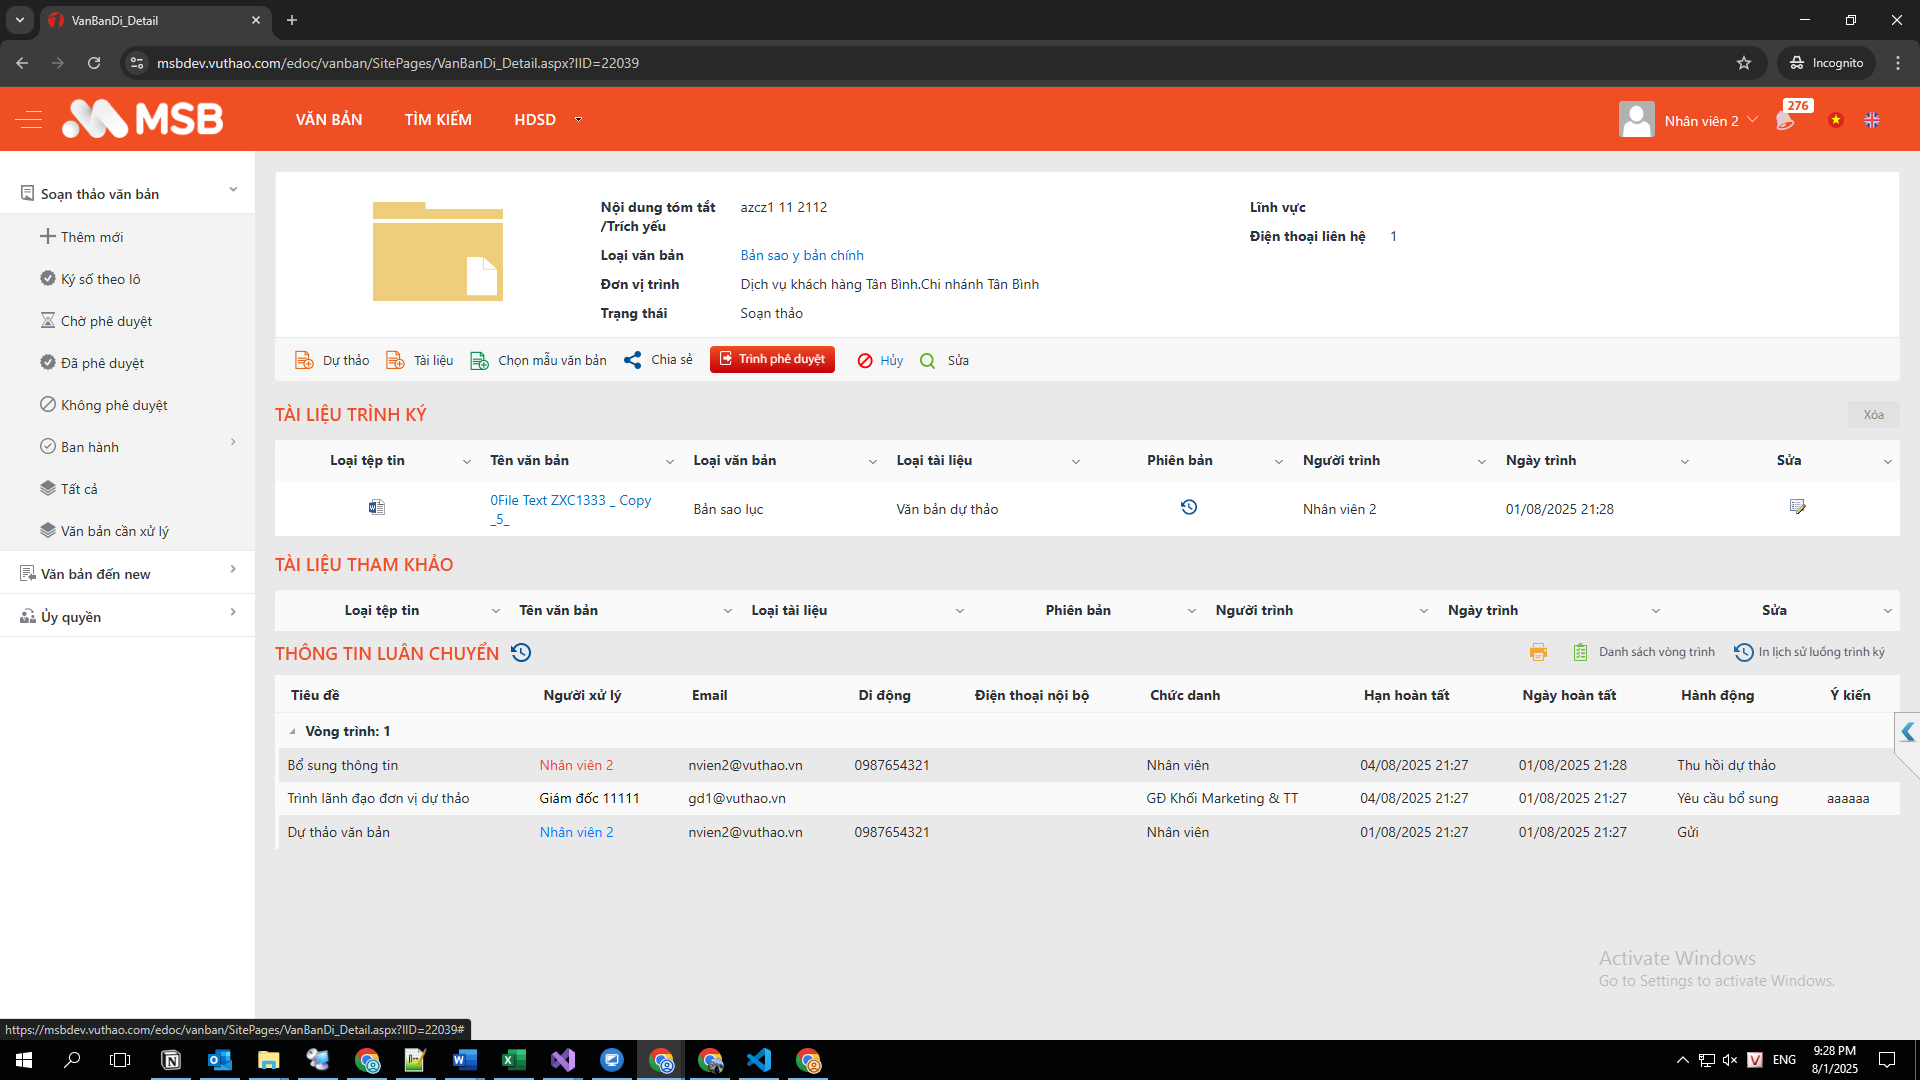 VanBanDi_Detail
msbdev.vuthao.com/edoc/vanban/SitePages/VanBanDi_Detail.aspx?IID=22039
Incognito
MSB
VĂN BẢN
TÌM KIẾM
HDSD
Nhân viên 2
276
Soạn thảo văn bản
Thêm mới
Ký số theo lô
Chờ phê duyệt
Đã phê duyệt
Không phê duyệt
Ban hành
Tất cả
Văn bản cần xử lý
Văn bản đến new
Ủy quyền
Nội dung tóm tắt /Trích yếu azcz1 11 2112
Loại văn bản Bản sao y bản chính
Đơn vị trình Dịch vụ khách hàng Tân Bình.Chi nhánh Tân Bình
Trạng thái Soạn thảo
Lĩnh vực
Điện thoại liên hệ 1
Dự thảo Tài liệu Chọn mẫu văn bản Chia sẻ Trình phê duyệt Hủy Sửa
TÀI LIỆU TRÌNH KÝ
Xóa
Loại tệp tin Tên văn bản Loại văn bản Loại tài liệu Phiên bản Người trình Ngày trình Sửa
0File Text ZXC1333 _ Copy
_5_
Bản sao lục Văn bản dự thảo Nhân viên 2 01/08/2025 21:28
TÀI LIỆU THAM KHẢO
Loại tệp tin Tên văn bản Loại tài liệu Phiên bản Người trình Ngày trình Sửa
THÔNG TIN LUÂN CHUYỂN
Danh sách vòng trình In lịch sử luồng trình ký
Tiêu đề Người xử lý Email Di động Điện thoại nội bộ Chức danh Hạn hoàn tất Ngày hoàn tất Hành động Ý kiến
Vòng trình: 1
Bổ sung thông tin Nhân viên 2 nvien2@vuthao.vn 0987654321 Nhân viên 04/08/2025 21:27 01/08/2025 21:28 Thu hồi dự thảo
Trình lãnh đạo đơn vị dự thảo Giám đốc 11111 gd1@vuthao.vn GĐ Khối Marketing & TT 04/08/2025 21:27 01/08/2025 21:27 Yêu cầu bổ sung aaaaaa
Dự thảo văn bản Nhân viên 2 nvien2@vuthao.vn 0987654321 Nhân viên 01/08/2025 21:27 01/08/2025 21:27 Gửi
Activate Windows
Go to Settings to activate Windows.
https://msbdev.vuthao.com/edoc/vanban/SitePages/VanBanDi_Detail.aspx?IID=22039#
ENG
9:28 PM
8/1/2025